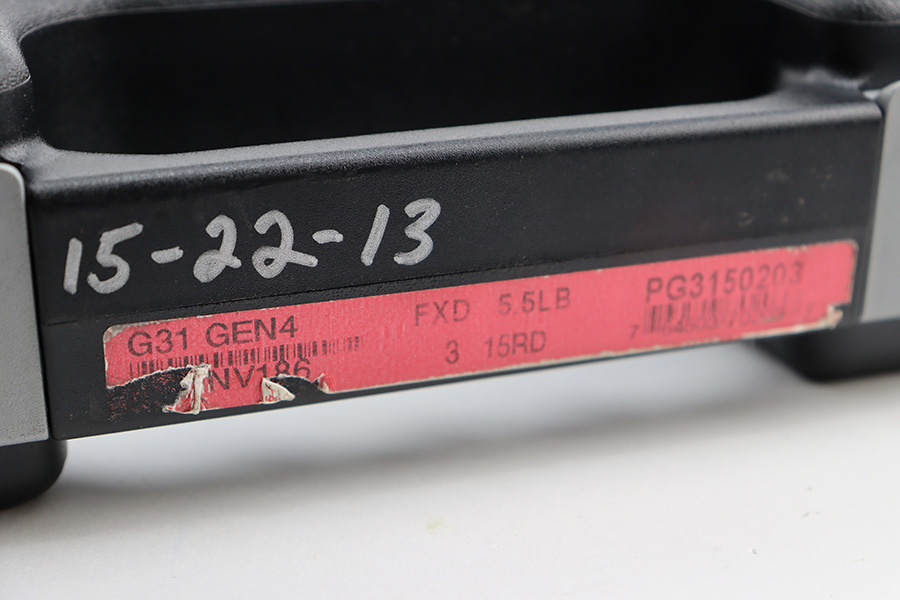 15-22-13
G31 GEN4 FXD 5.5LB PG3150203
NV186 3 15RD